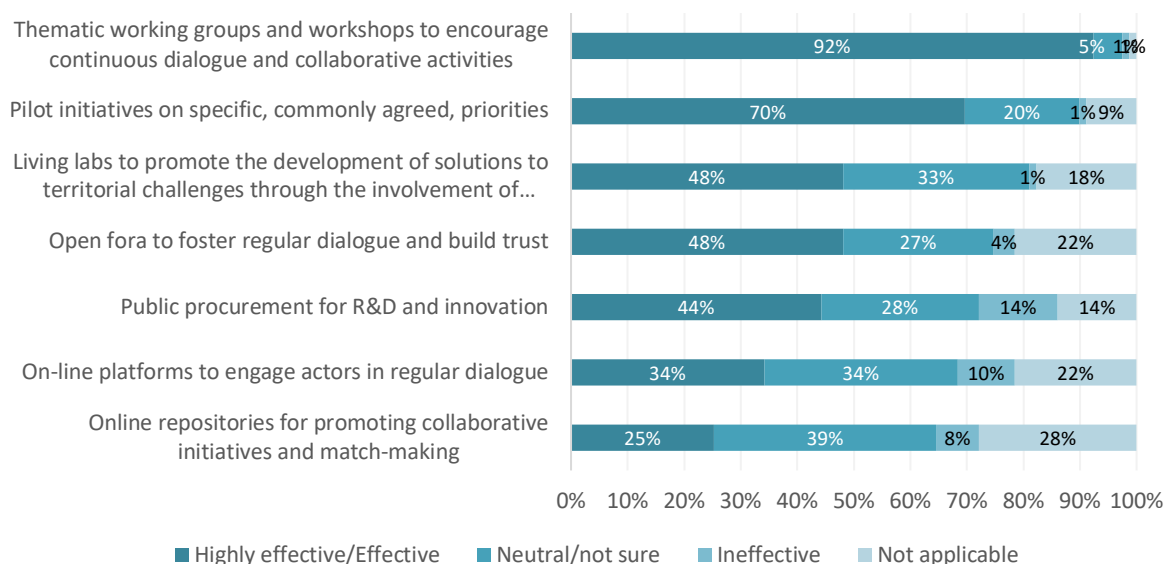 Thematic working groups and workshops to encourage
continuous dialogue and collaborative activities
92% 5% 1% 1%
Pilot initiatives on specific, commonly agreed, priorities
70% 20% 1% 9%
Living labs to promote the development of solutions to
territorial challenges through the involvement of...
48% 33% 1% 18%
Open fora to foster regular dialogue and build trust
48% 27% 4% 22%
Public procurement for R&D and innovation
44% 28% 14% 14%
On-line platforms to engage actors in regular dialogue
34% 34% 10% 22%
Online repositories for promoting collaborative
initiatives and match-making
25% 39% 8% 28%
0% 10% 20% 30% 40% 50% 60% 70% 80% 90% 100%
Highly effective/Effective Neutral/not sure Ineffective Not applicable